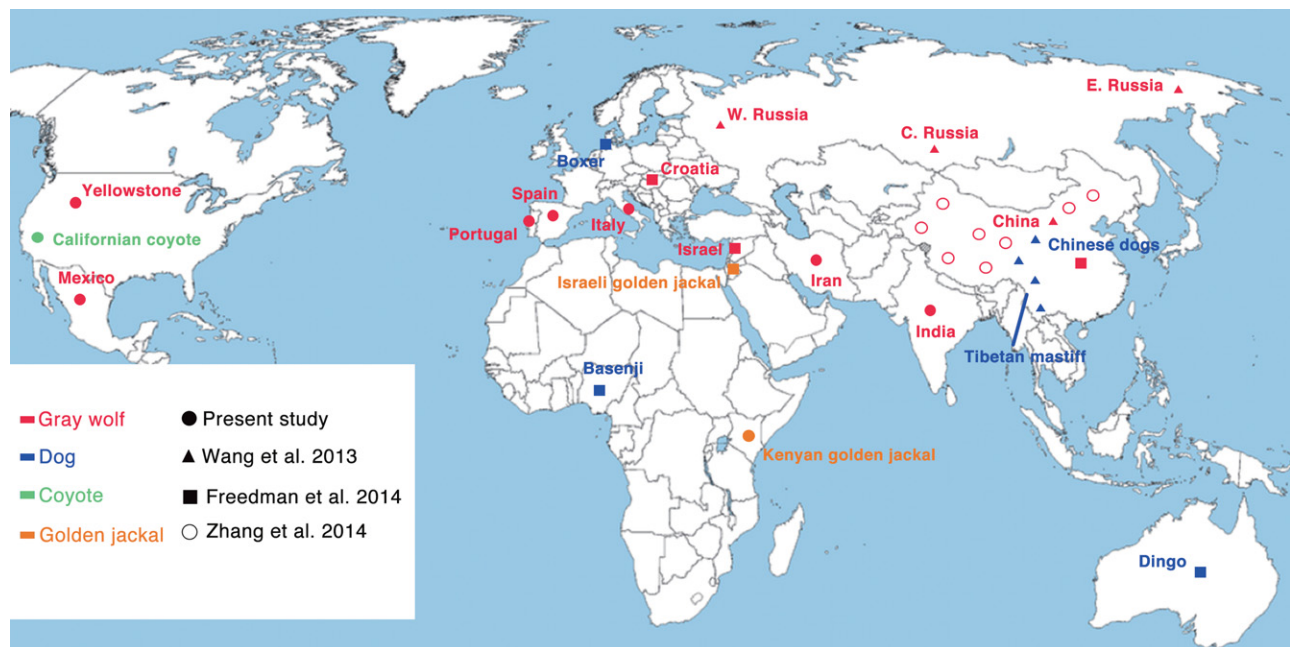 E. Russia
W. Russia
C. Russia
Boxer
Croatia
Yellowstone
Spain
Portugal
Italy
China
Californian coyote
Chinese dogs
Israel
Mexico
Israeli golden jackal
Iran
India
Tibetan mastiff
Basenji
Kenyan golden jackal
Dingo
Gray wolf
Present study
Dog
Wang et al. 2013
Coyote
Freedman et al. 2014
Golden jackal
Zhang et al. 2014